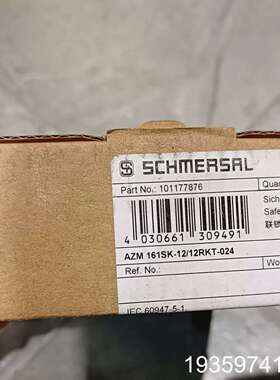 SCHMERSAL
Part No.: 101177876
Quan
Sich
Safe
联锁
4 030661 309491
AZM 161SK-12/12RKT-024
Ref. No.:
Wo
IEC 60947-5-1
19359741